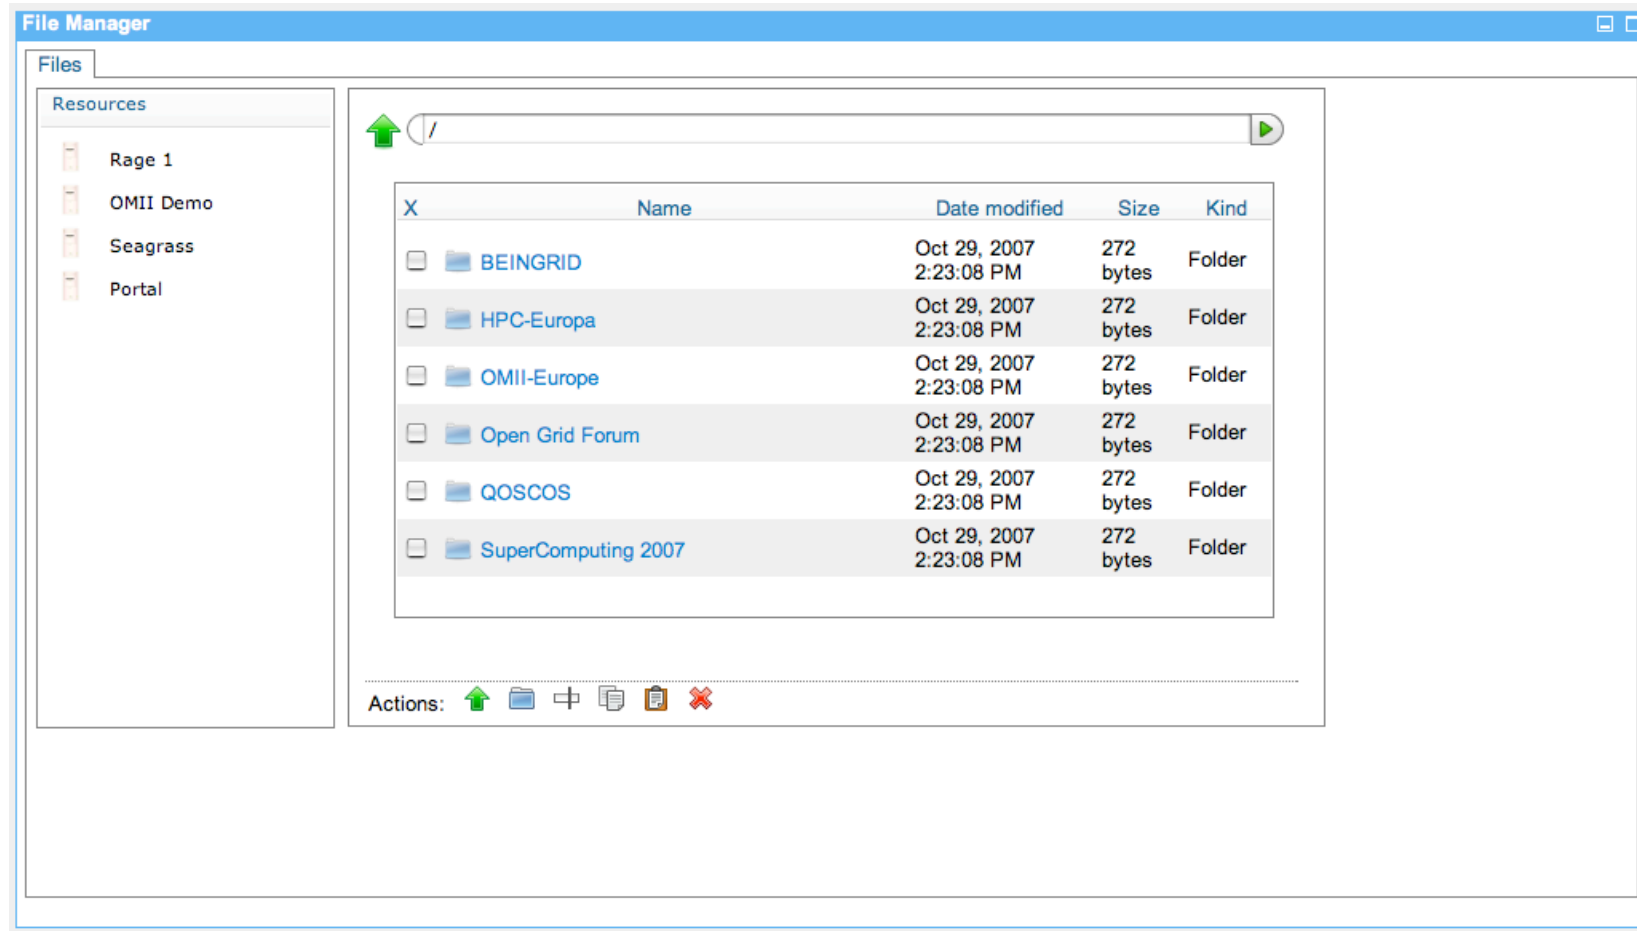 File Manager
Files
Resources
Rage 1
OMII Demo
Seagrass
Portal
/
X Name Date modified Size Kind
BEINGRID Oct 29, 2007 2:23:08 PM 272 bytes Folder
HPC-Europa Oct 29, 2007 2:23:08 PM 272 bytes Folder
OMII-Europe Oct 29, 2007 2:23:08 PM 272 bytes Folder
Open Grid Forum Oct 29, 2007 2:23:08 PM 272 bytes Folder
QOSCOS Oct 29, 2007 2:23:08 PM 272 bytes Folder
SuperComputing 2007 Oct 29, 2007 2:23:08 PM 272 bytes Folder
Actions: